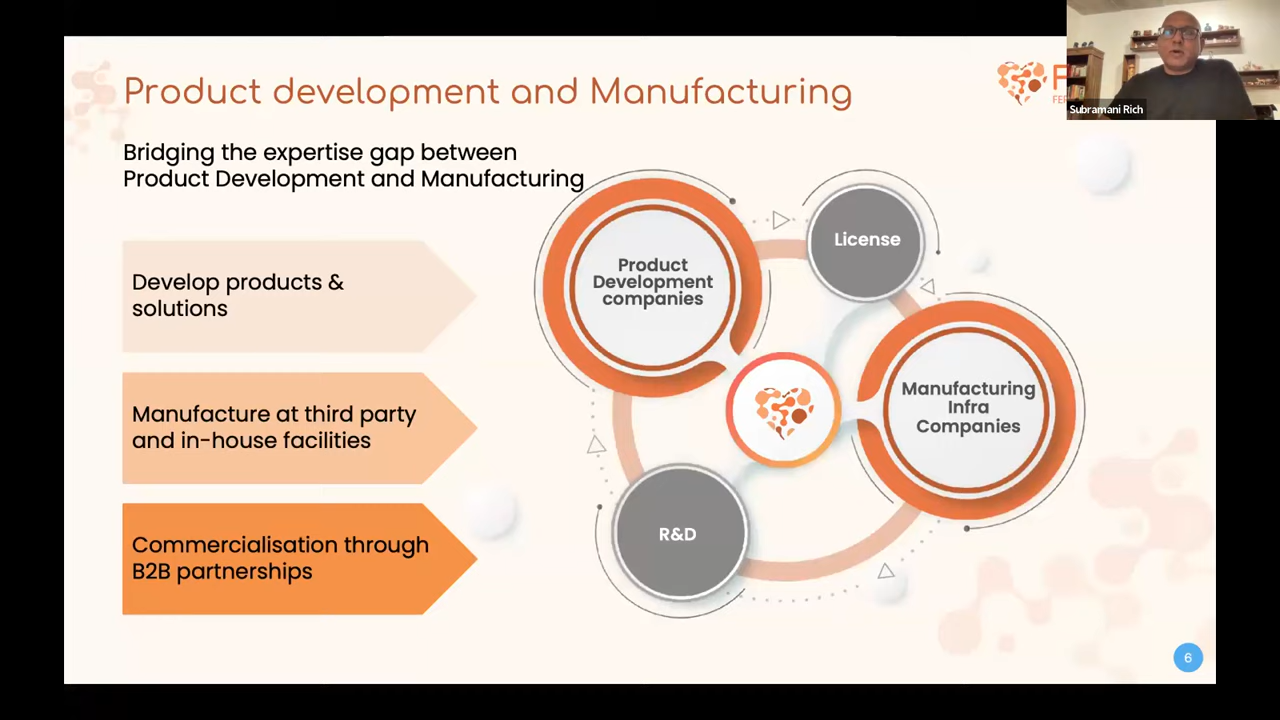 Product development and Manufacturing
Bridging the expertise gap between
Product Development and Manufacturing
Develop products &
solutions
Manufacture at third party
and in-house facilities
Commercialisation through
B2B partnerships
Product
Development
companies
License
Manufacturing
Infra
Companies
R&D
Subramani Rich
6